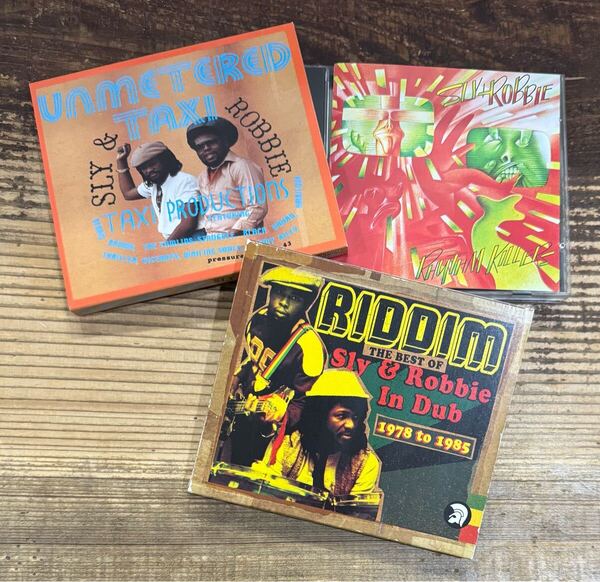 UNMETERED
TAXI
SLY &
ROBBIE
TAXI PRODUCTIONS
pressure
43
SLY & ROBBIE
RHYTHM KILLERS
RIDDIM
THE BEST OF
Sly & Robbie
In Dub
1978 to 1985